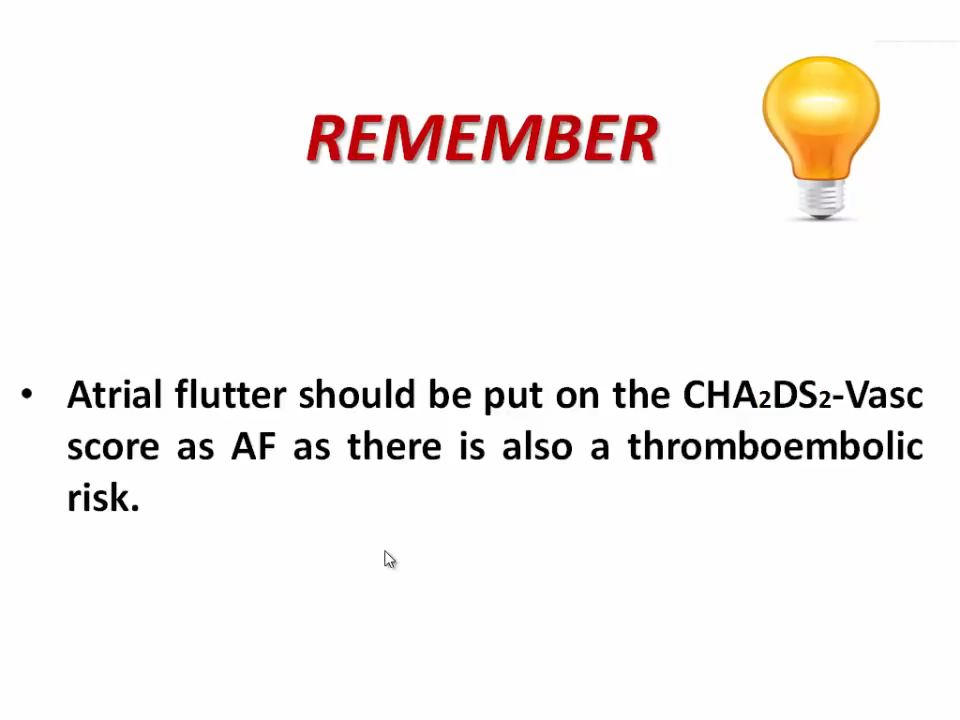 REMEMBER
• Atrial flutter should be put on the CHA₂DS₂-Vasc
score as AF as there is also a thromboembolic
risk.